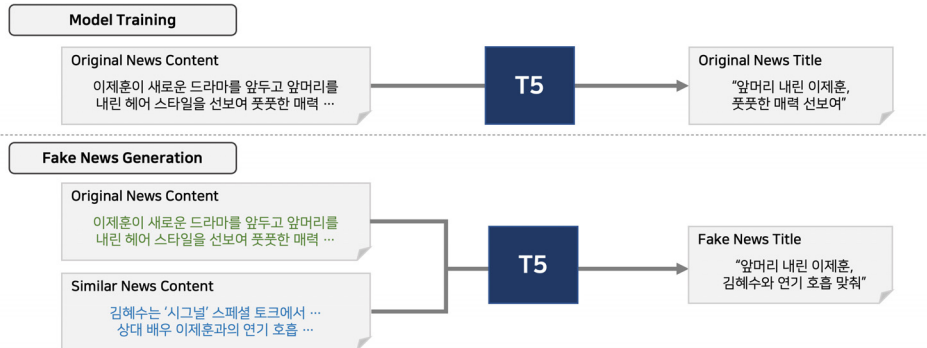 Model Training
Original News Content
이제훈이 새로운 드라마를 앞두고 앞머리를
내린 헤어 스타일을 선보여 풋풋한 매력 …
T5
Original News Title
“앞머리 내린 이제훈,
풋풋한 매력 선보여”
Fake News Generation
Original News Content
이제훈이 새로운 드라마를 앞두고 앞머리를
내린 헤어 스타일을 선보여 풋풋한 매력 …
Similar News Content
김혜수는 ‘시그널’ 스페셜 토크에서 …
상대 배우 이제훈과의 연기 호흡 …
T5
Fake News Title
“앞머리 내린 이제훈,
김혜수와 연기 호흡 맞춰”